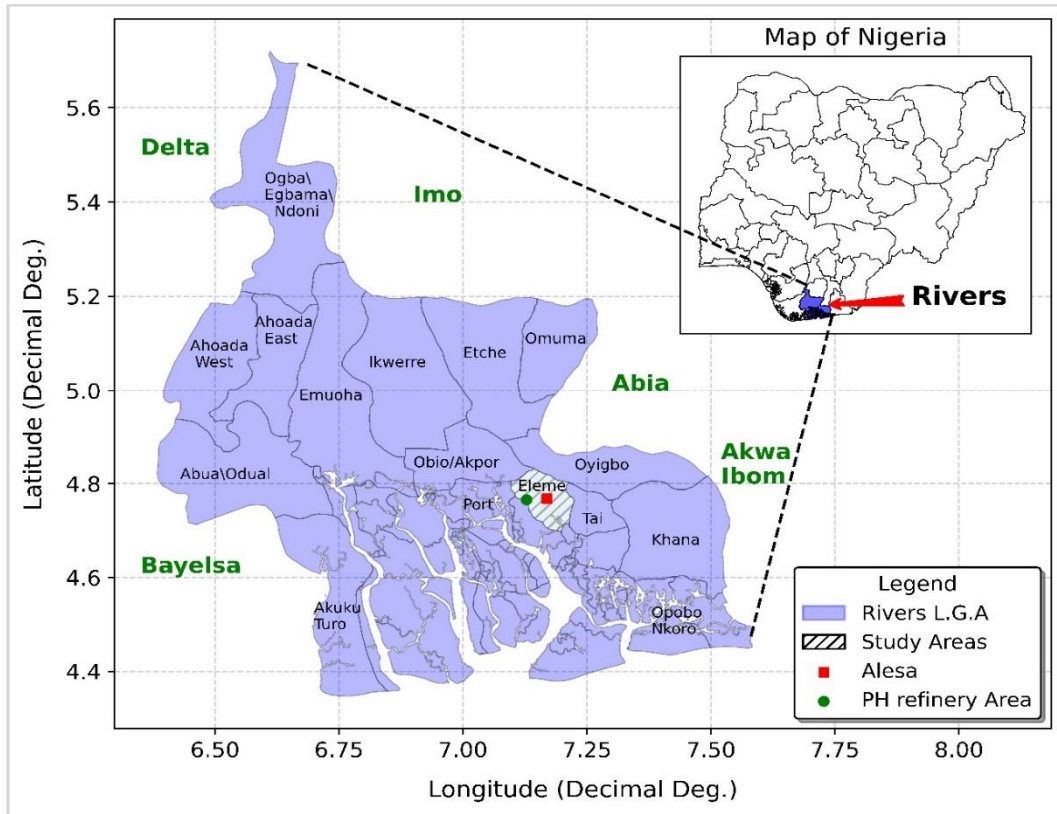 Map of Nigeria
Rivers
Delta
Imo
Abia
Akwa
Ibom
Bayelsa
Ogba\
Egbama\
Ndoni
Ahoada
East
Ahoada
West
Emuoha
Ikwerre
Etche
Omuma
Abua\Odual
Obio/Akpor
Oyigbo
Eleme
Port
Tai
Khana
Akuku
Turo
Opobo
Nkoro
Legend
Rivers L.G.A
Study Areas
Alesa
PH refinery Area
Latitude (Decimal Deg.)
5.6
5.4
5.2
5.0
4.8
4.6
4.4
6.50
6.75
7.00
7.25
7.50
7.75
8.00
Longitude (Decimal Deg.)